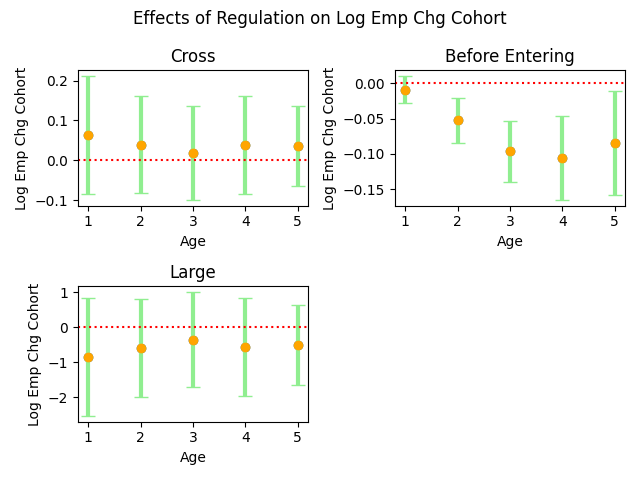 Effects of Regulation on Log Emp Chg Cohort
Cross
Log Emp Chg Cohort
0.2
0.1
0.0
−0.1
1 2 3 4 5
Age
Before Entering
Log Emp Chg Cohort
0.00
−0.05
−0.10
−0.15
1 2 3 4 5
Age
Large
Log Emp Chg Cohort
1
0
−1
−2
1 2 3 4 5
Age